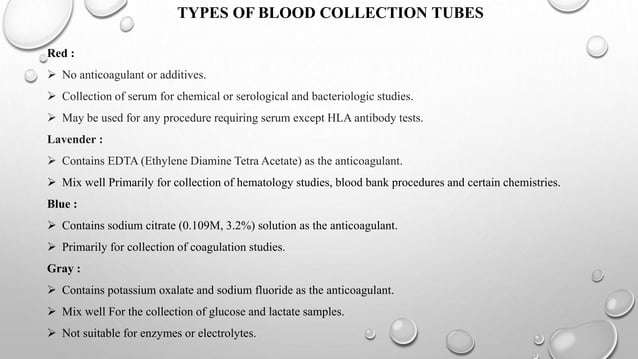 TYPES OF BLOOD COLLECTION TUBES
Red :
➢ No anticoagulant or additives.
➢ Collection of serum for chemical or serological and bacteriologic studies.
➢ May be used for any procedure requiring serum except HLA antibody tests.
Lavender :
➢ Contains EDTA (Ethylene Diamine Tetra Acetate) as the anticoagulant.
➢ Mix well Primarily for collection of hematology studies, blood bank procedures and certain chemistries.
Blue :
➢ Contains sodium citrate (0.109M, 3.2%) solution as the anticoagulant.
➢ Primarily for collection of coagulation studies.
Gray :
➢ Contains potassium oxalate and sodium fluoride as the anticoagulant.
➢ Mix well For the collection of glucose and lactate samples.
➢ Not suitable for enzymes or electrolytes.